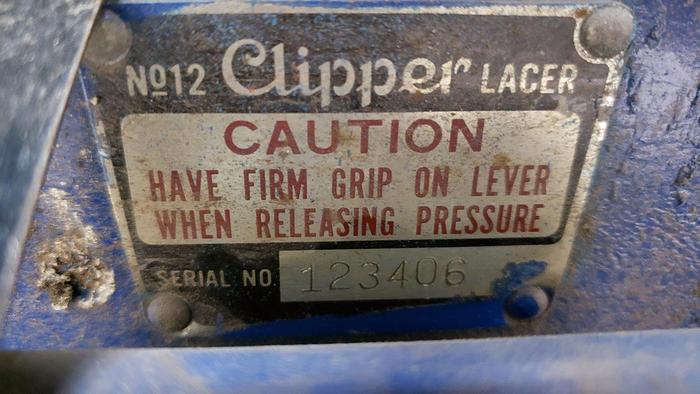 No12 Clipper LACER
CAUTION
HAVE FIRM GRIP ON LEVER
WHEN RELEASING PRESSURE
SERIAL NO 123406